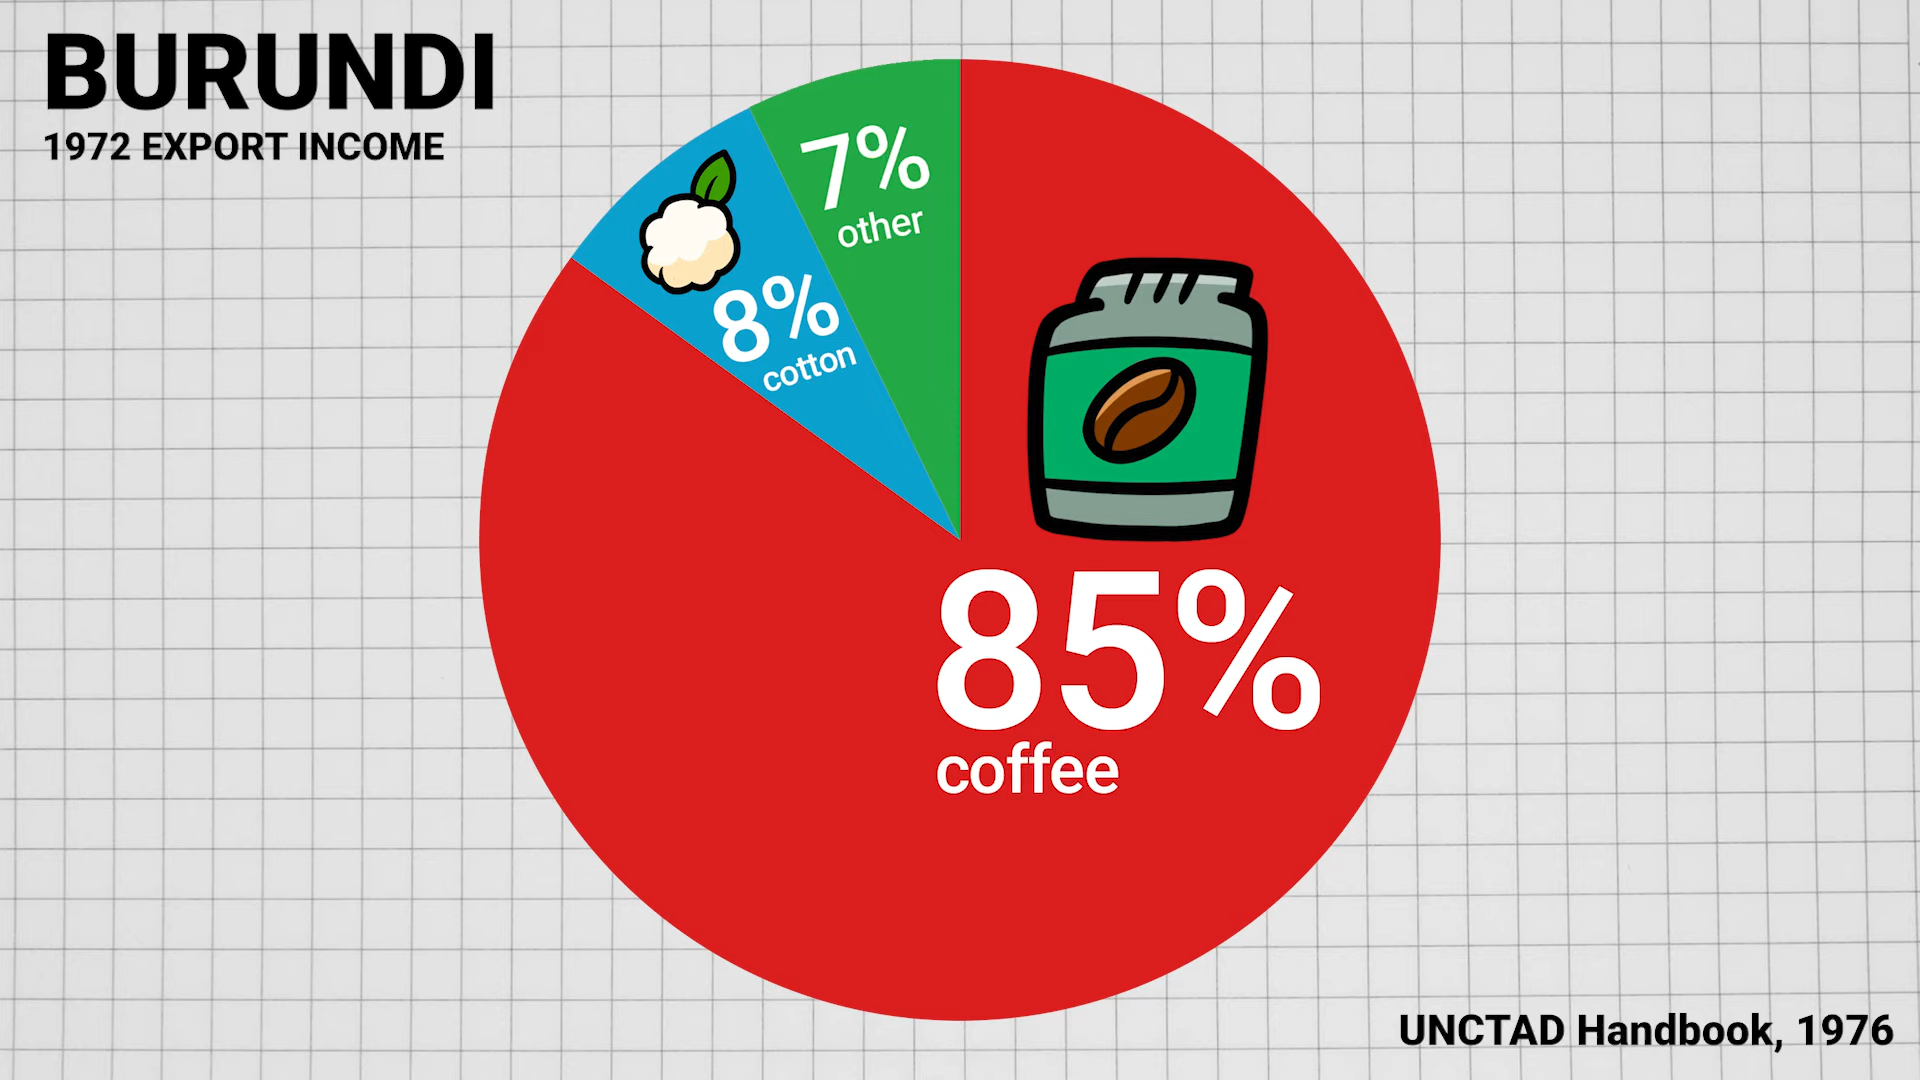 BURUNDI
1972 EXPORT INCOME
7%
other
8%
cotton
85%
coffee
UNCTAD Handbook, 1976